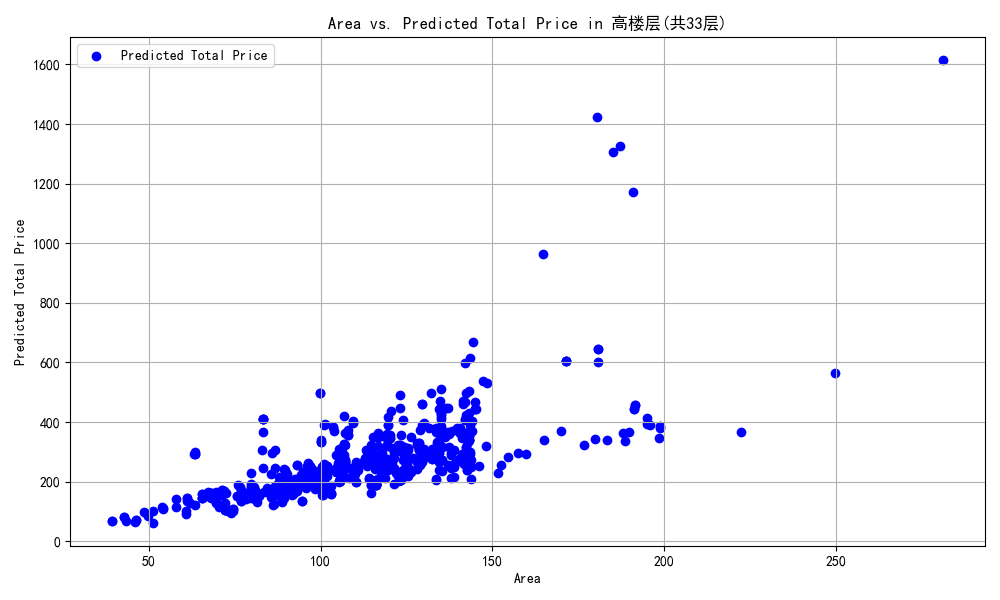 Area vs. Predicted Total Price in 高楼层(共33层)
Predicted Total Price
Predicted Total Price
1600
1400
1200
1000
800
600
400
200
0
50 100 150 200 250
Area